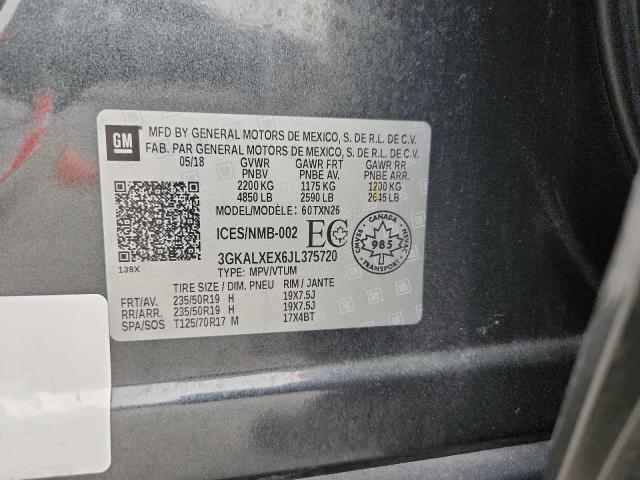 GM
MFD BY GENERAL MOTORS DE MEXICO, S. DE R.L. DE C.V.
FAB. PAR GENERAL MOTORS DE MEXICO, S. DE R.L. DE C.V.
05/18 GVWR GAWR FRT GAWR RR
PNBV PNBE AV. PNBE ARR.
2200 KG 1175 KG 1200 KG
4850 LB 2590 LB 2645 LB
MODEL/MODÈLE: 60TXN26
ICES/NMB-002 EC
CANADA
CMVSS 985 NSVAC
TRANSPORT
3GKALXEX6JL375720
139X
TYPE: MPV/VTUM
TIRE SIZE / DIM. PNEU RIM / JANTE
FRT/AV. 235/50R19 H 19X7.5J
RR/ARR. 235/50R19 H 19X7.5J
SPA/SOS T125/70R17 M 17X4BT